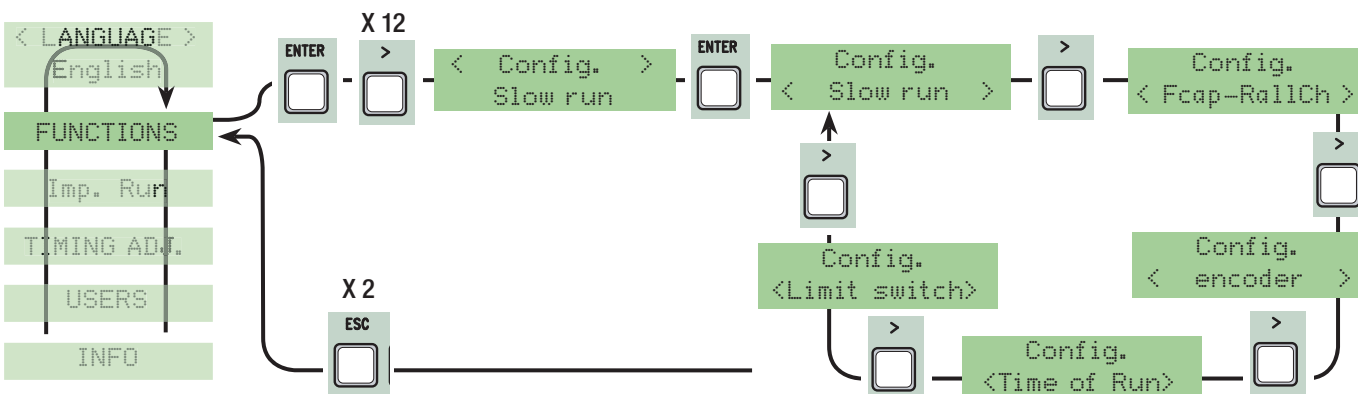 < LANGUAGE >
English
FUNCTIONS
Imp. Run
TIMING ADJ.
USERS
INFO
ENTER
X 12
>
< Config. >
Slow run
ENTER
Config.
< Slow run >
>
Config.
< Fcap-RallCh >
>
Config.
< encoder >
>
Config.
<Time of Run>
>
Config.
<Limit switch>
>
X 2
ESC